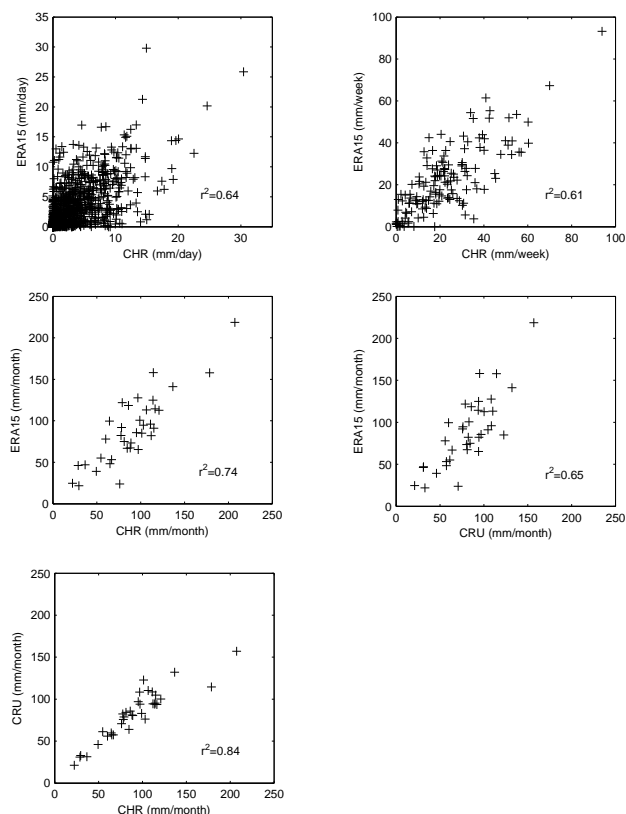 35
30
25
20
15
10
5
0
ERA15 (mm/day)
r²=0.64
0 10 20 30
CHR
(mm/day)
100
80
60
40
20
0
ERA15 (mm/week)
r²=0.61
0 20 40 60 80 100
CHR (mm/week)
250
200
150
100
50
0
ERA15 (mm/month)
r²=0.74
0 50 100 150 200 250
CHR (mm/month)
250
200
150
100
50
0
ERA15 (mm/month)
r²=0.65
0 50 100 150 200 250
CRU (mm/month)
250
200
150
100
50
0
CRU (mm/month)
r²=0.84
0 50 100 150 200 250
CHR (mm/month)